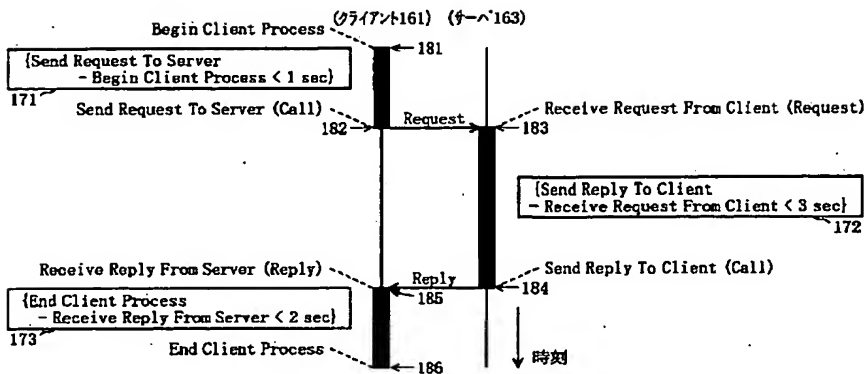 (クライアント161) (サーバ163)
Begin Client Process
181
{Send Request To Server
- Begin Client Process < 1 sec}
171
Send Request To Server (Call)
182
Request
Receive Request From Client (Request)
183
{Send Reply To Client
- Receive Request From Client < 3 sec}
172
Receive Reply From Server (Reply)
Reply
185
Send Reply To Client (Call)
184
{End Client Process
- Receive Reply From Server < 2 sec}
173
End Client Process
186
時刻